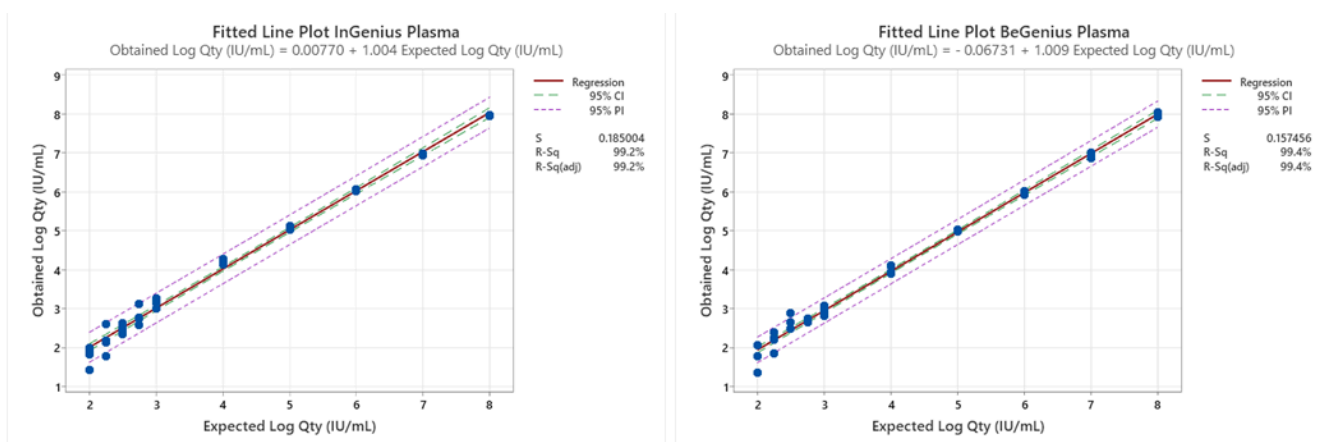 Fitted Line Plot InGenius Plasma
Obtained Log Qty (IU/mL) = 0.00770 + 1.004 Expected Log Qty (IU/mL)
Obtained Log Qty (IU/mL)
9
8
7
6
5
4
3
2
1
2 3 4 5 6 7 8
Expected Log Qty (IU/mL)
Regression
95% CI
95% PI
S 0.185004
R-Sq 99.2%
R-Sq(adj) 99.2%
Fitted Line Plot BeGenius Plasma
Obtained Log Qty (IU/mL) = - 0.06731 + 1.009 Expected Log Qty (IU/mL)
Obtained Log Qty (IU/mL)
9
8
7
6
5
4
3
2
1
2 3 4 5 6 7 8
Expected Log Qty (IU/mL)
Regression
95% CI
95% PI
S 0.157456
R-Sq 99.4%
R-Sq(adj) 99.4%